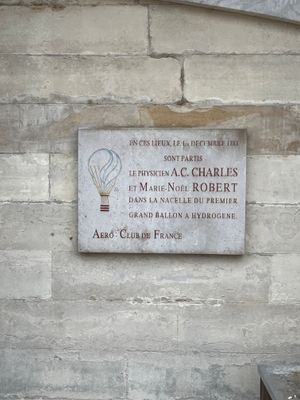 EN CES LIEUX, LE 1ER DECEMBRE 1783
SONT PARTIS
LE PHYSICIEN A.C. CHARLES
ET MARIE-NOËL ROBERT
DANS LA NACELLE DU PREMIER
GRAND BALLON A HYDROGENE.
AERO-CLUB DE FRANCE